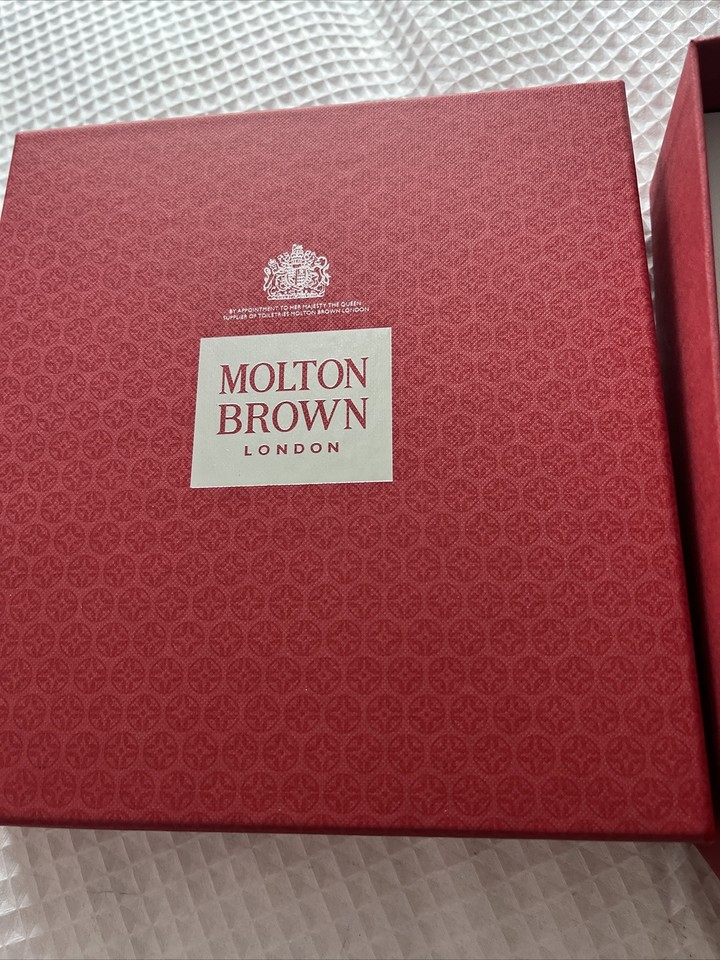 BY APPOINTMENT TO HER MAJESTY THE QUEEN
SUPPLIER OF TOILETRIES MOLTON BROWN LONDON
MOLTON
BROWN
LONDON